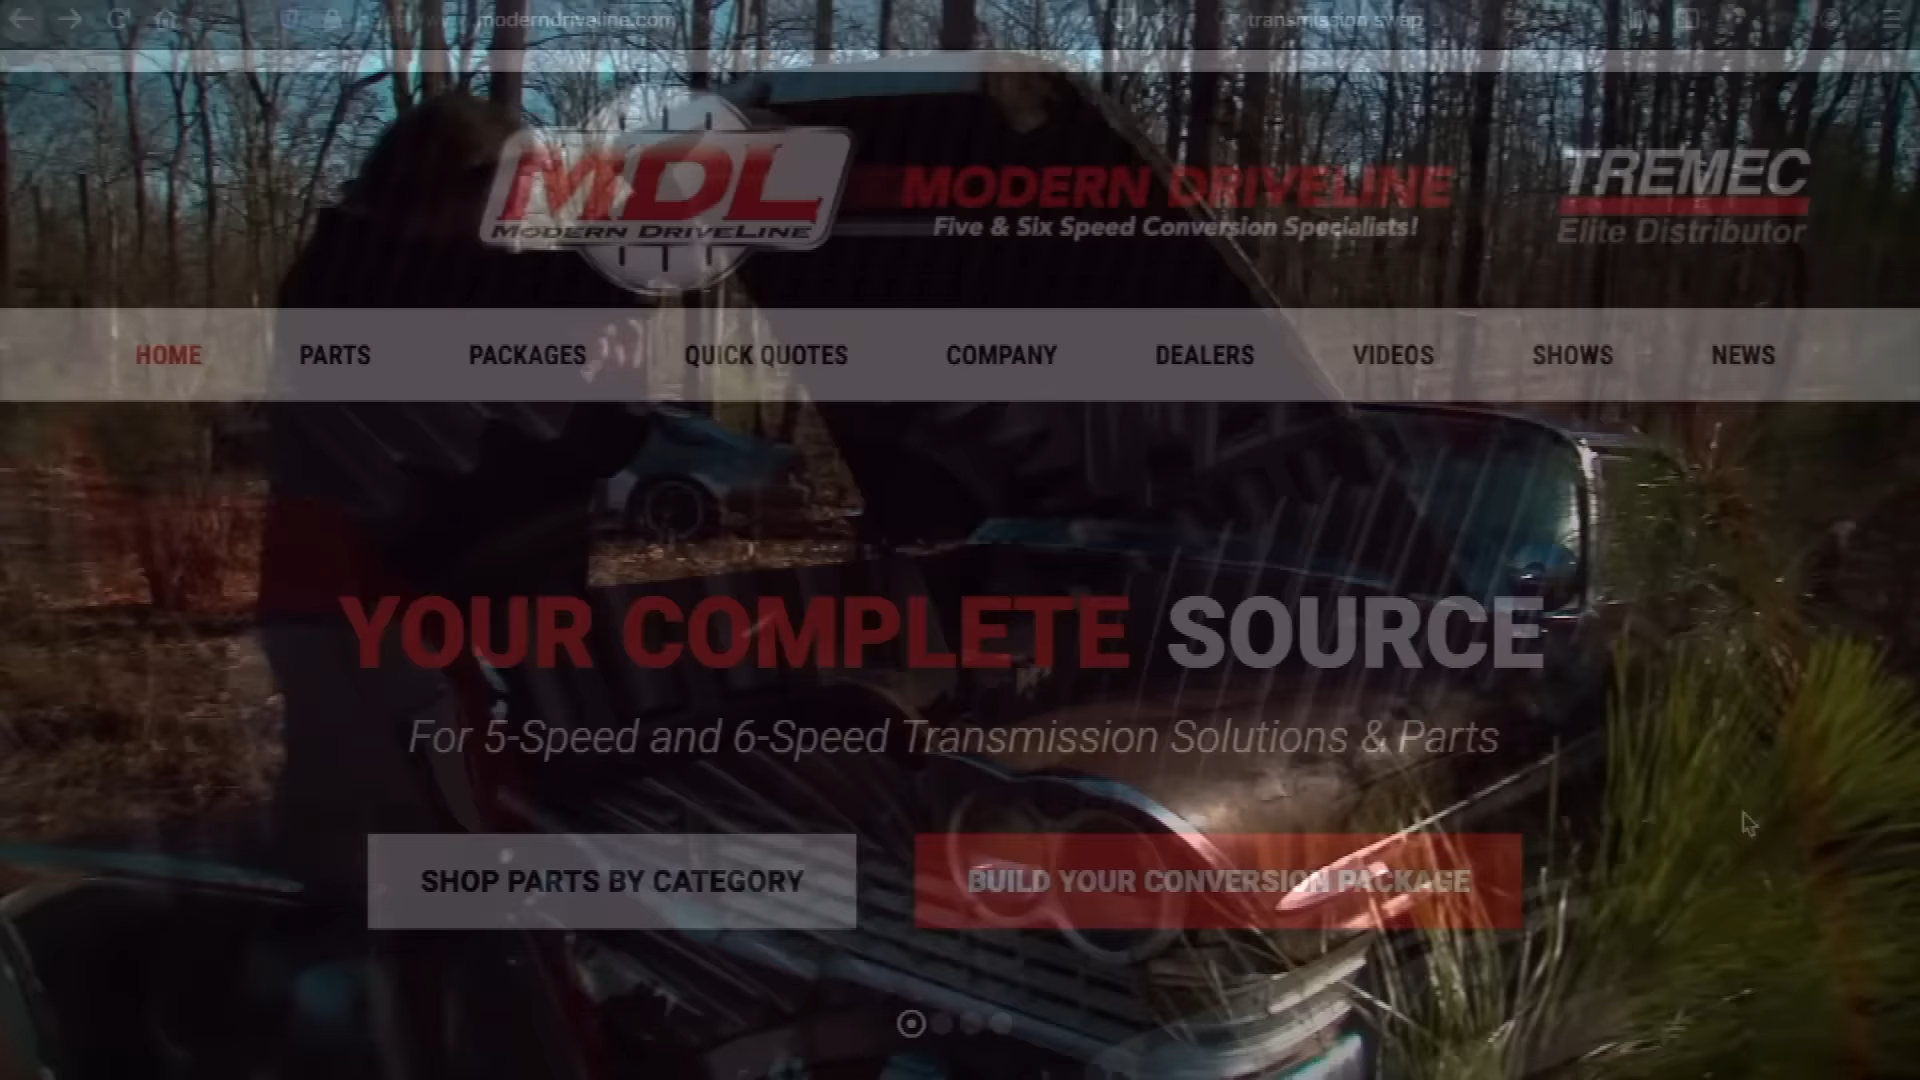 moderndriveline.com
transmission swap
MDL
MODERN DRIVELINE
MODERN DRIVELINE
Five & Six Speed Conversion Specialists!
TREMEC
Elite Distributor
HOME PARTS PACKAGES QUICK QUOTES COMPANY DEALERS VIDEOS SHOWS NEWS
YOUR COMPLETE SOURCE
For 5-Speed and 6-Speed Transmission Solutions & Parts
SHOP PARTS BY CATEGORY
BUILD YOUR CONVERSION PACKAGE